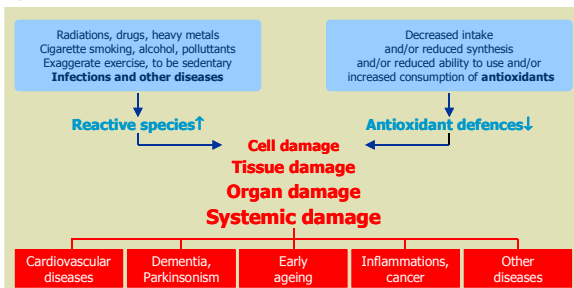 Radiations, drugs, heavy metals
Cigarette smoking, alcohol, polluttants
Exaggerate exercise, to be sedentary
Infections and other diseases
Decreased intake
and/or reduced synthesis
and/or reduced ability to use and/or
increased consumption of antioxidants
Reactive species↑
Antioxidant defences↓
Cell damage
Tissue damage
Organ damage
Systemic damage
Cardiovascular
diseases
Dementia,
Parkinsonism
Early
ageing
Inflammations,
cancer
Other
diseases